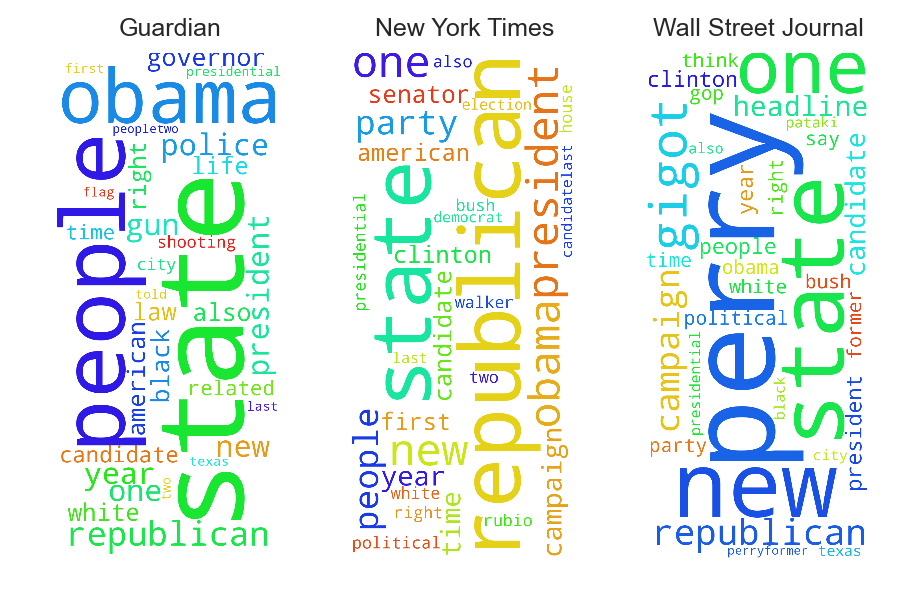 Guardian
first
governor
presidential
obama
peopletwo
people
right
police
life
flag
state
time
gun
shooting
president
city
told
law
also
american
black
related
last
candidate
new
texas
year
one
two
white
republican
New York Times
one
also
republican
president
senator
election
house
party
american
state
last
candidate
presidential
bush
democrat
clinton
obama
candidate
walker
last
two
people
first
new
year
campaign
white
right
time
rubio
political
Wall Street Journal
think
one
clinton
gop
headline
gigot
perry
pataki
say
also
candidate
year
right
state
people
time
obama
white
bush
campaign
political
former
presidential
black
president
party
city
new
republican
perryformer
texas